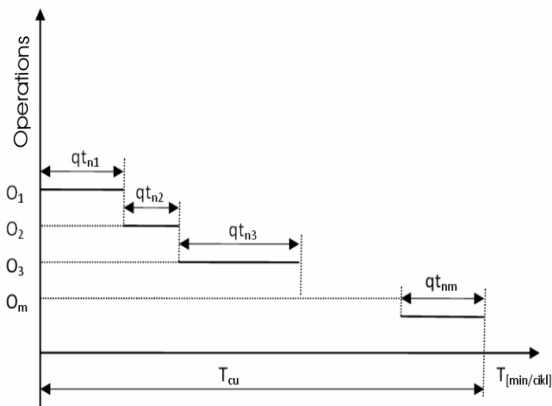 Operations
qtn1
O1
qtn2
O2
qtn3
O3
qtnm
Om
Tcu
T[min/cikl]